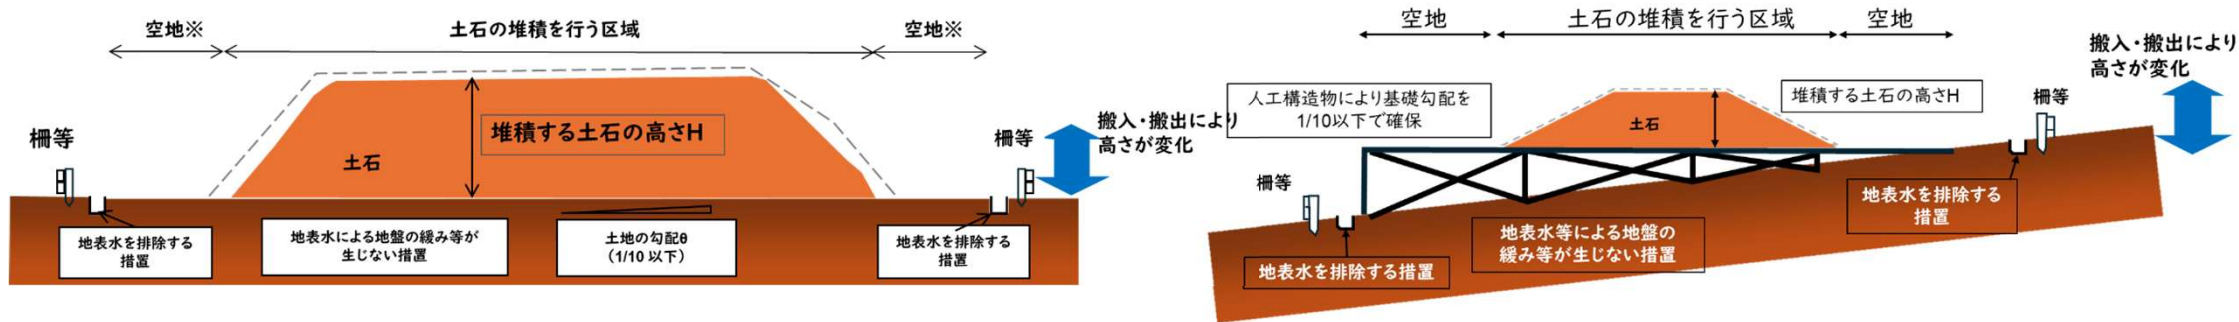 空地※
土石の堆積を行う区域
空地※
堆積する土石の高さH
土石
柵等
柵等
搬入・搬出により
高さが変化
地表水を排除する
措置
地表水による地盤の緩み等が
生じない措置
土地の勾配θ
（1/10 以下）
地表水を排除する
措置
空地
土石の堆積を行う区域
空地
搬入・搬出により
高さが変化
人工構造物により基礎勾配を
1/10以下で確保
堆積する土石の高さH
柵等
土石
柵等
地表水を排除する
措置
地表水等による地盤の
緩み等が生じない措置
地表水を排除する措置